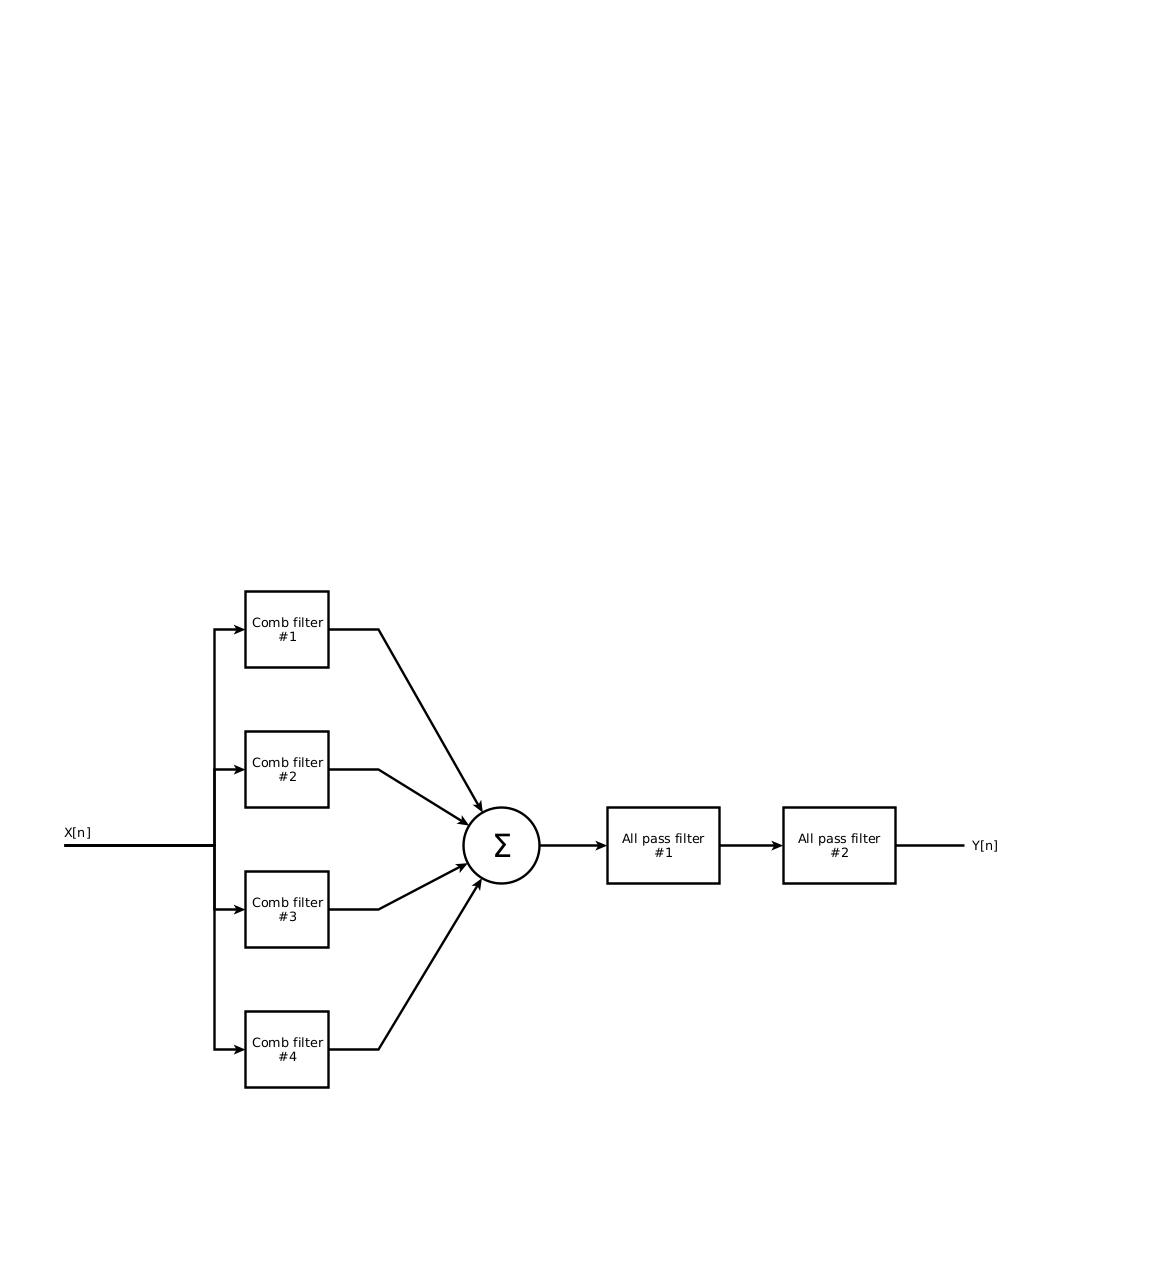 Comb filter
#1
Comb filter
#2
X[n]
Comb filter
#3
Comb filter
#4
Σ
All pass filter
#1
All pass filter
#2
Y[n]